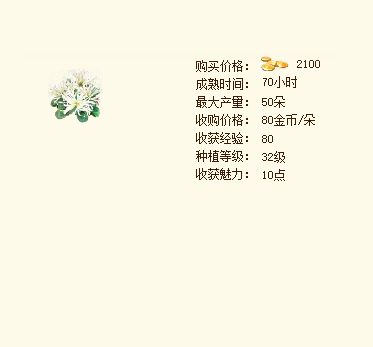 购买价格： 2100
成熟时间： 70小时
最大产量： 50朵
收购价格： 80金币/朵
收获经验： 80
种植等级： 32级
收获魅力： 10点